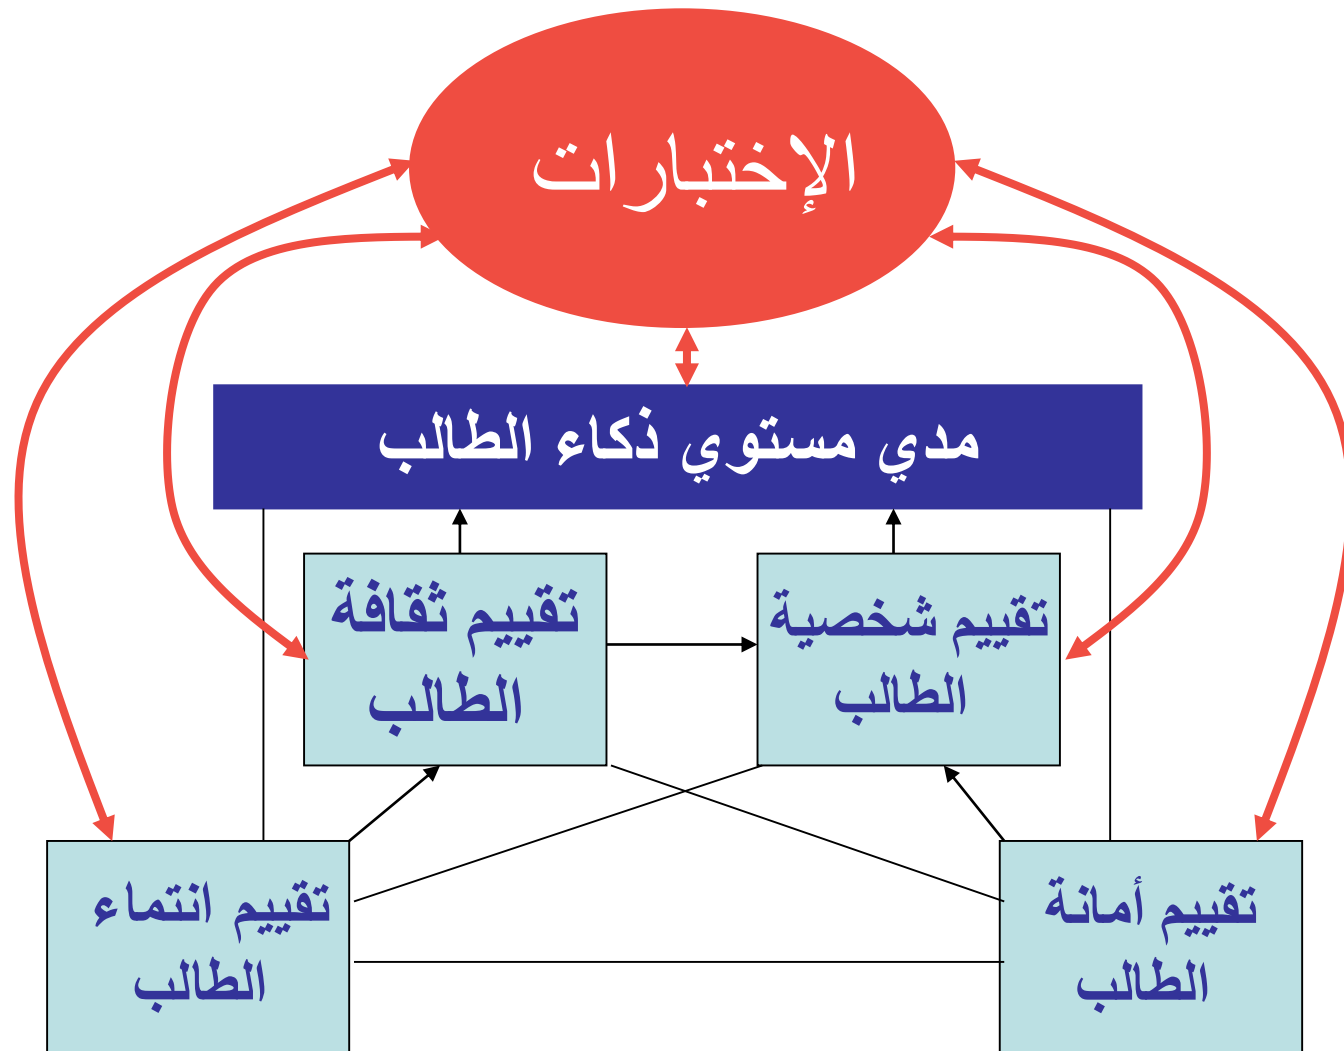 الإختبارات
مدي مستوي ذكاء الطالب
تقييم شخصية
الطالب
تقييم ثقافة
الطالب
تقييم أمانة
الطالب
تقييم انتماء
الطالب